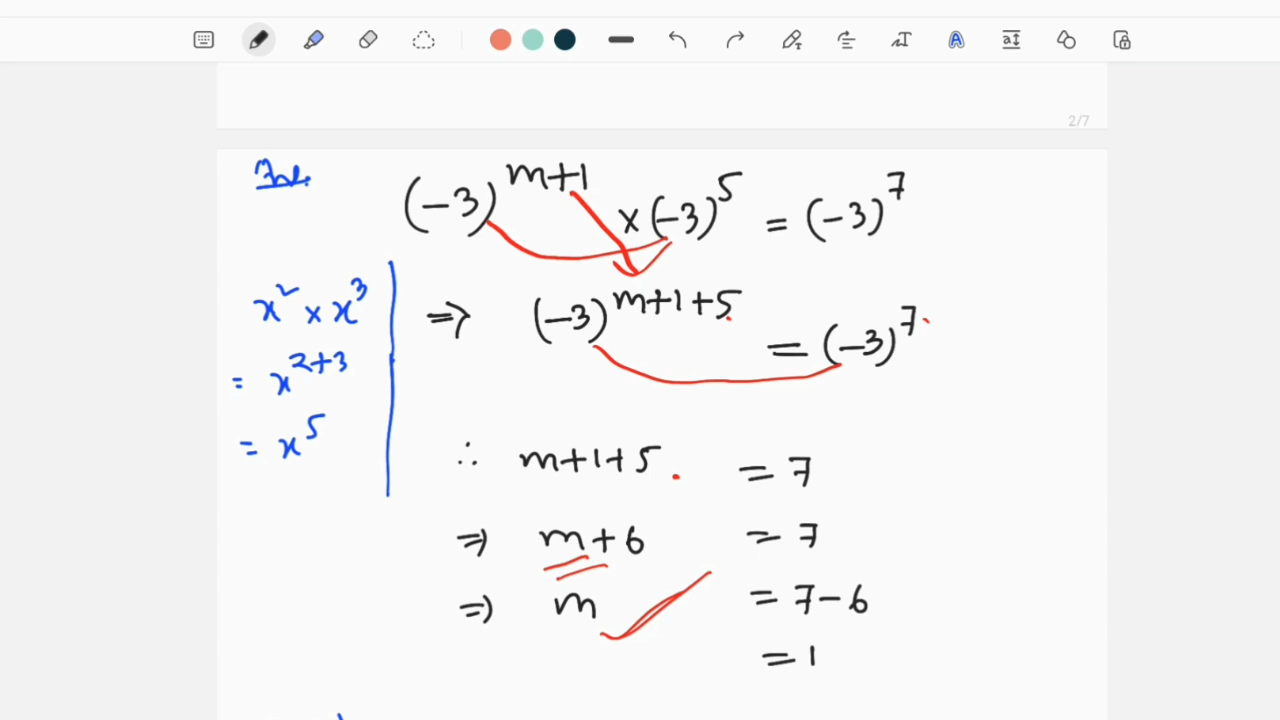 2/7
(-3)^{m+1} × (-3)^5 = (-3)^7
x^2 × x^3
= x^{2+3}
= x^5
⇒ (-3)^{m+1+5} = (-3)^7
∴ m+1+5 = 7
⇒ m+6 = 7
⇒ m = 7-6
= 1